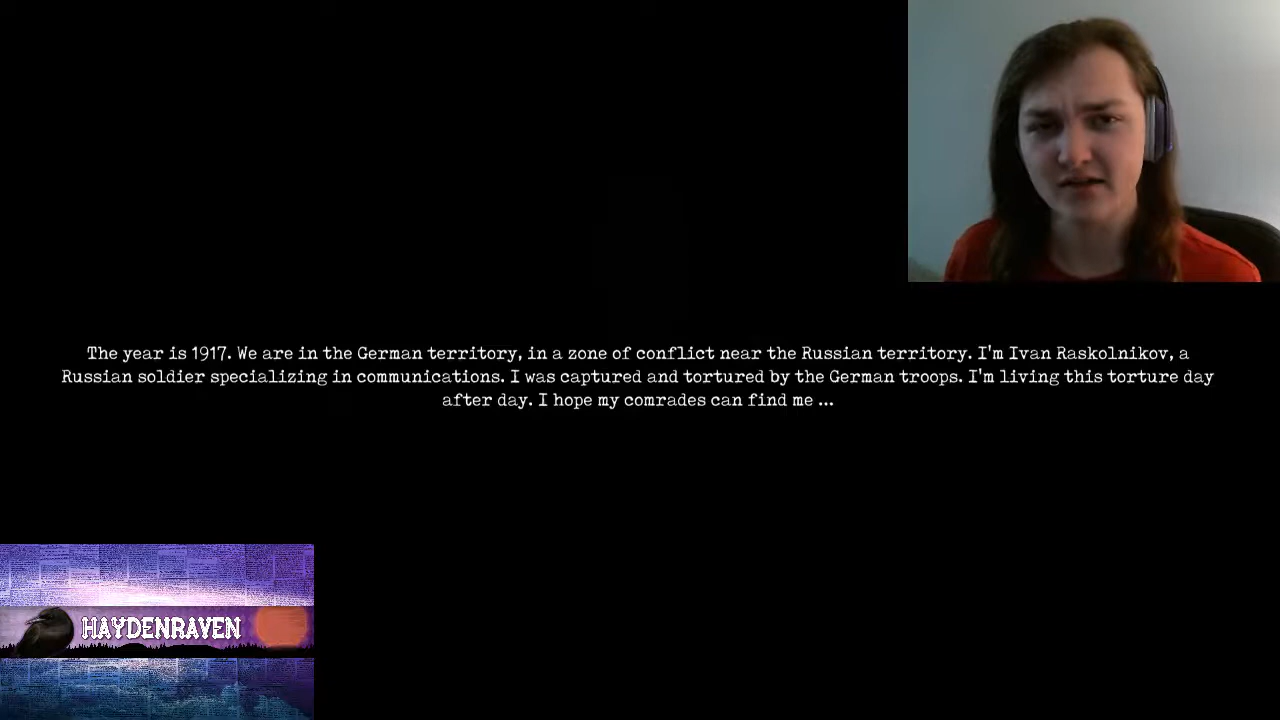 The year is 1917. We are in the German territory, in a zone of conflict near the Russian territory. I'm Ivan Raskolnikov, a
Russian soldier specializing in communications. I was captured and tortured by the German troops. I'm living this torture day
after day. I hope my comrades can find me ...
HAYDENRAVEN